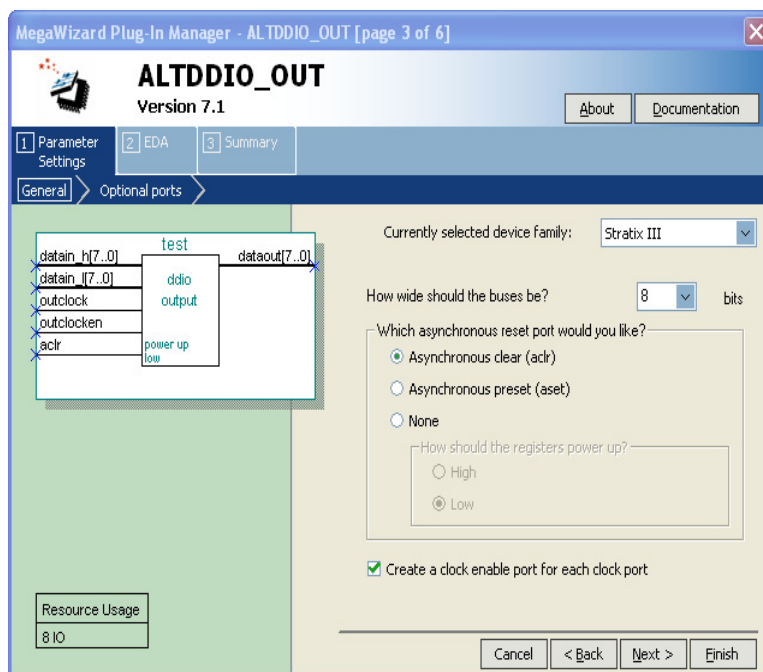 MegaWizard Plug-In Manager - ALTDDIO_OUT [page 3 of 6]
ALTDDIO_OUT
Version 7.1
About
Documentation
1 Parameter Settings
2 EDA
3 Summary
General
Optional ports
test
datain_h[7..0]
dataout[7..0]
datain_l[7..0]
ddio
outclock
output
outclocken
aclr
power up
low
Resource Usage
8 IO
Currently selected device family:
Stratix III
How wide should the buses be?
8
bits
Which asynchronous reset port would you like?
Asynchronous clear (aclr)
Asynchronous preset (aset)
None
How should the registers power up?
High
Low
Create a clock enable port for each clock port
Cancel
< Back
Next >
Finish